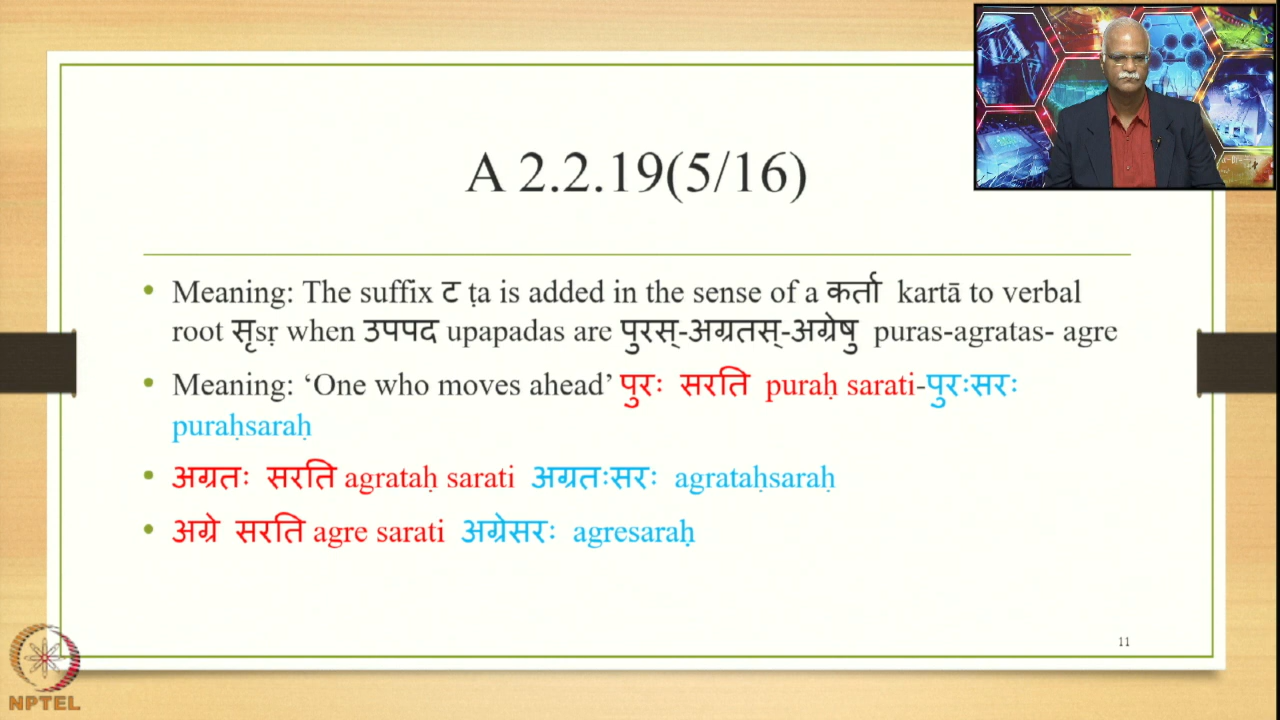 A 2.2.19(5/16)
• Meaning: The suffix ट ṭa is added in the sense of a कर्ता kartā to verbal
root सृsṛ when उपपद upapadas are पुरस्-अग्रतस्-अग्रेषु puras-agratas- agre
• Meaning: ‘One who moves ahead’ पुरः सरति puraḥ sarati-पुरःसरः
puraḥsaraḥ
• अग्रतः सरति agrataḥ sarati अग्रतःसरः agrataḥsaraḥ
• अग्रे सरति agre sarati अग्रेसरः agresaraḥ
11
NPTEL